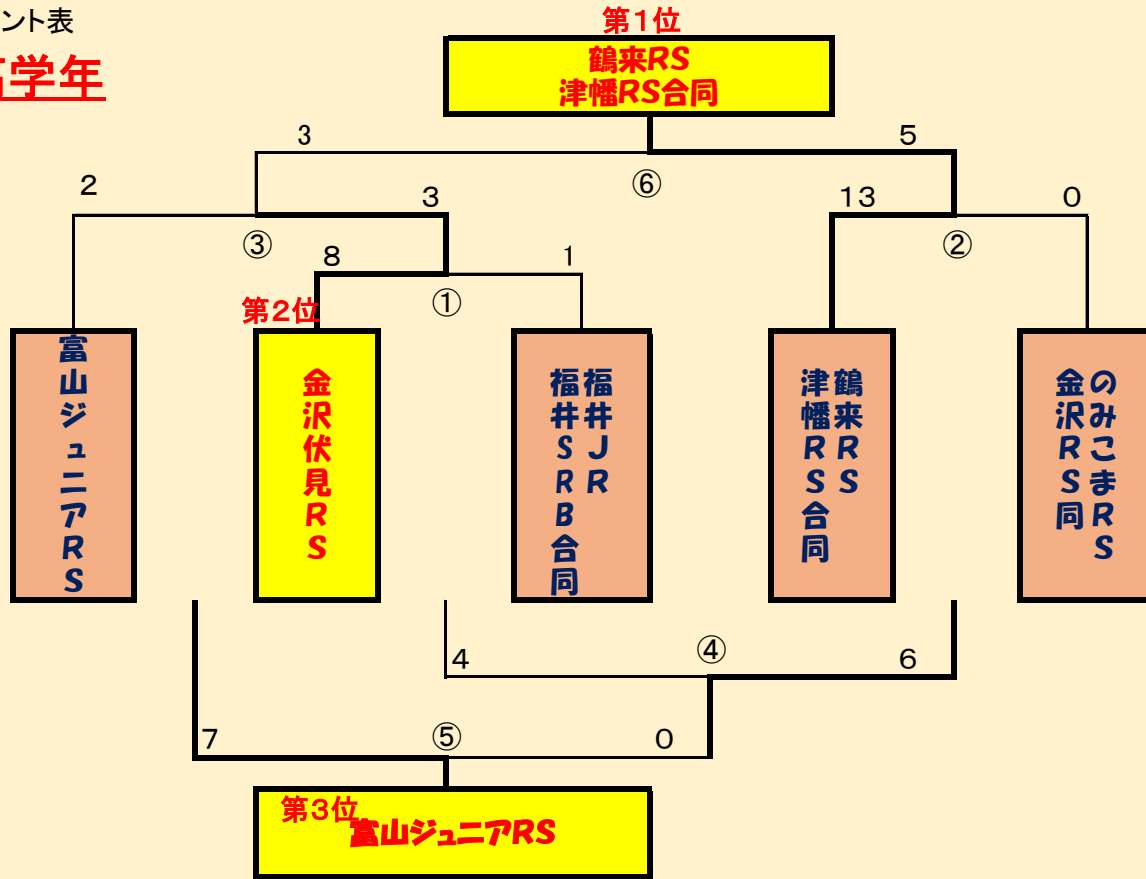 ント表
高学年
第1位
鶴来RS
津幡RS合同
3
5
⑥
2
3
13
0
③
②
8
1
①
第2位
富山ジュニアRS
金沢伏見RS
福井JR
福井SRB合同
鶴来RS
津幡RS合同
のみこまRS
金沢RS同
4
④
6
7
⑤
0
第3位
富山ジュニアRS